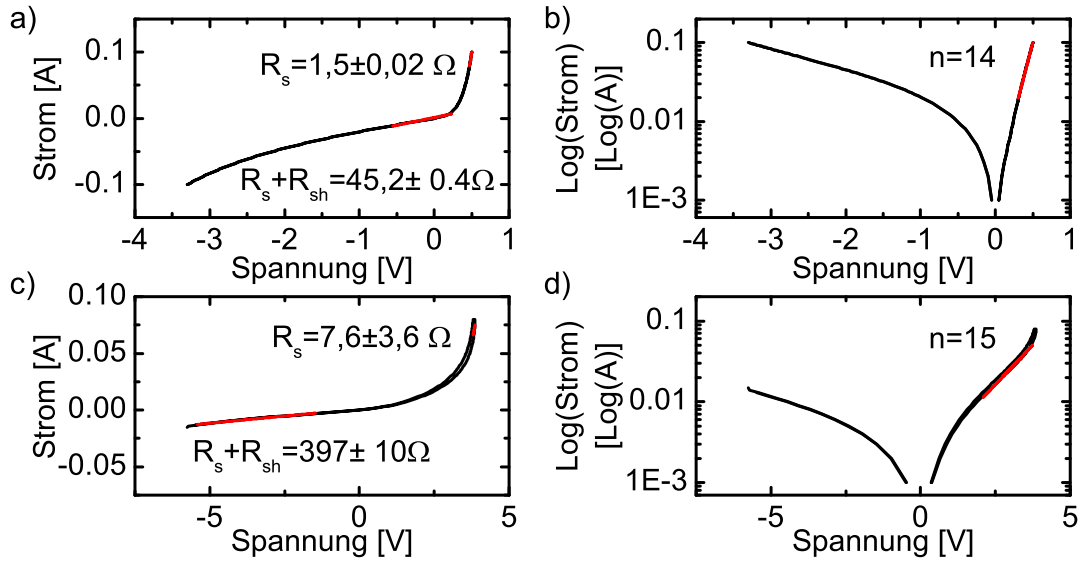 a)
b)
0.1
0.0
-0.1
Strom [A]
R_s=1,5±0,02 Ω
R_s+R_sh=45,2± 0.4Ω
-4 -3 -2 -1 0 1
Spannung [V]
0.1
0.01
1E-3
Log(Strom)
[Log(A)]
n=14
-4 -3 -2 -1 0 1
Spannung [V]
c)
d)
0.10
0.05
0.00
-0.05
Strom [A]
R_s=7,6±3,6 Ω
R_s+R_sh=397± 10Ω
-5 0 5
Spannung [V]
0.1
0.01
1E-3
Log(Strom)
[Log(A)]
n=15
-5 0 5
Spannung [V]